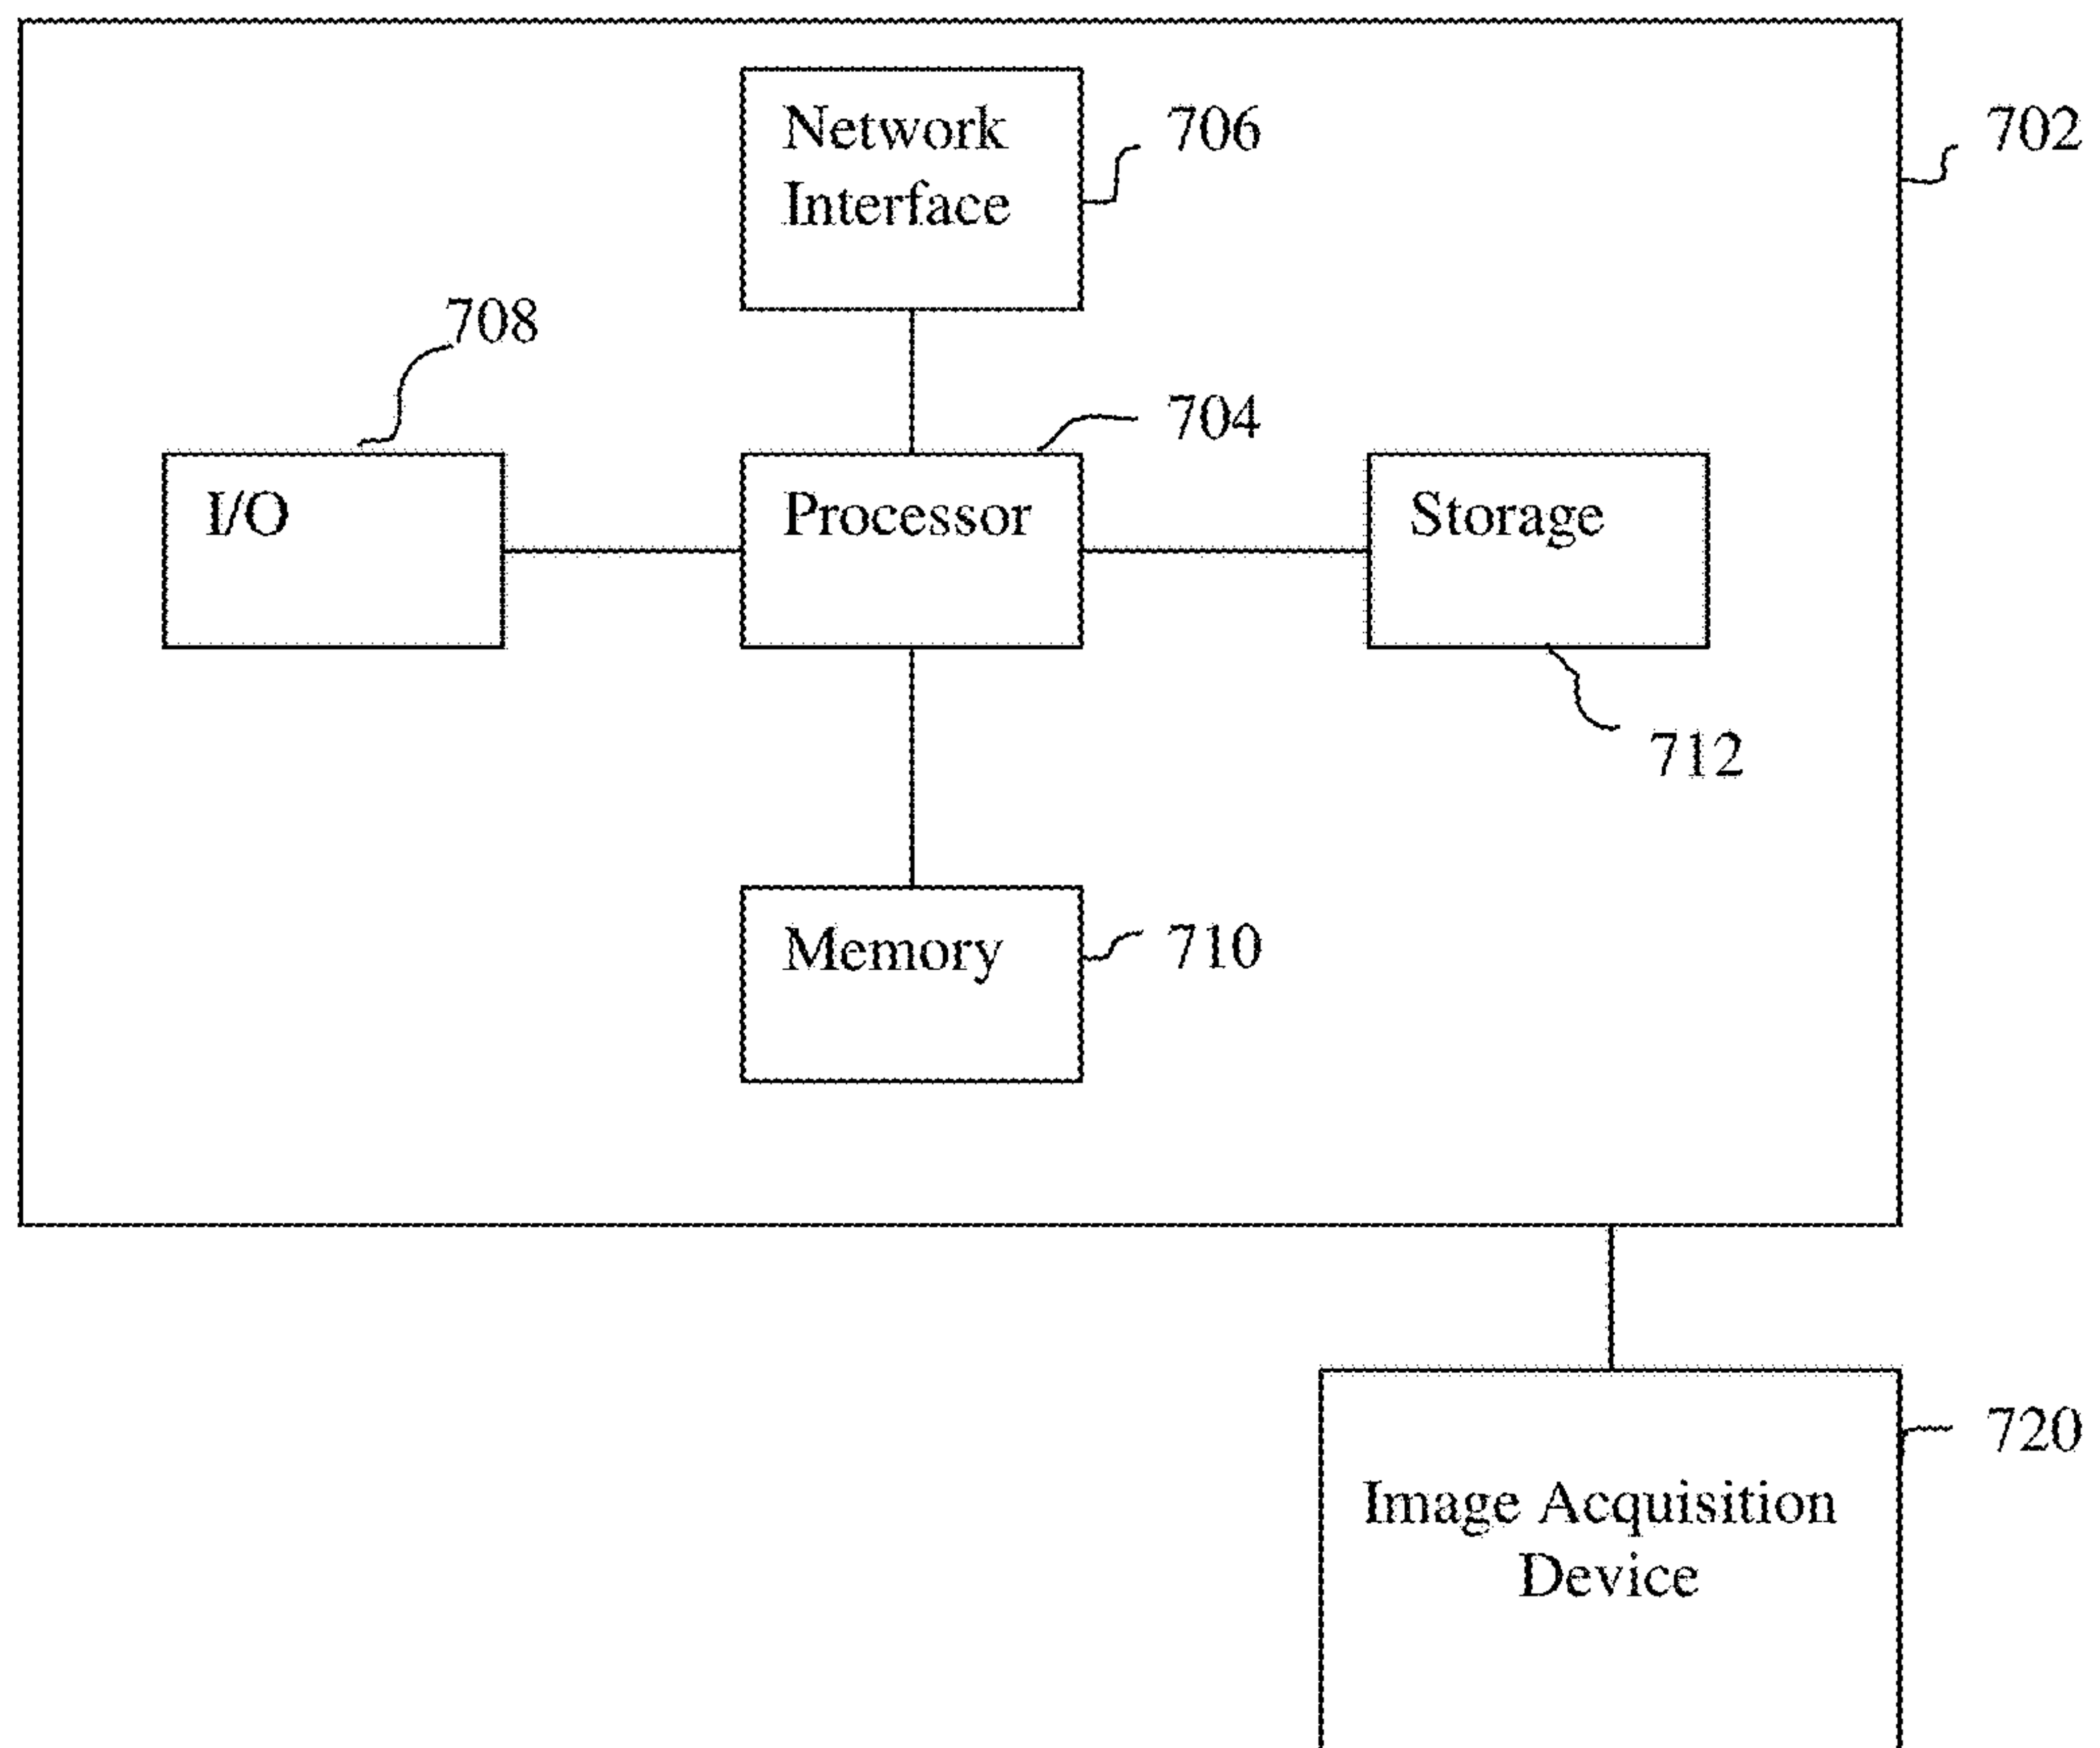 Network
Interface
706
702
708
704
I/O
Processor
Storage
712
Memory
710
720
Image Acquisition
Device